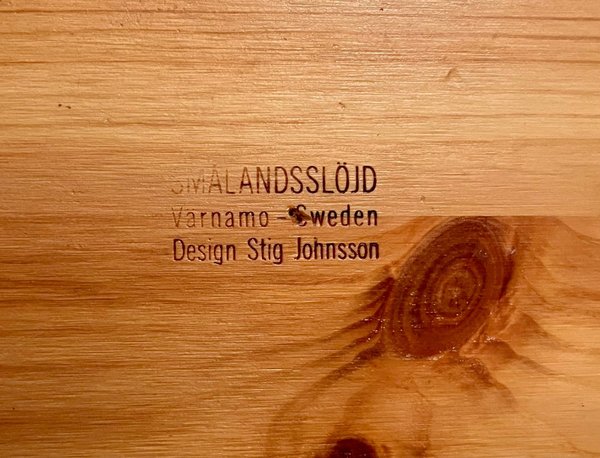 SMÅLANDSSLÖJD
Värnamo - Sweden
Design Stig Johnsson